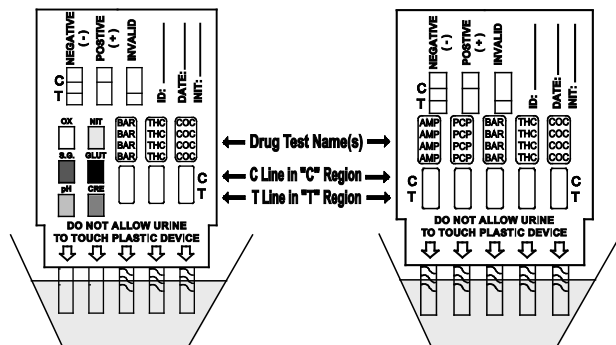 NEGATIVE (-)
POSTIVE (+)
INVALID
ID:
DATE:
INIT:
C
T
OX NIT
S.G. GLUT
pH CRE
BAR THC COC
BAR THC COC
BAR THC COC
BAR THC COC
C
T
DO NOT ALLOW URINE
TO TOUCH PLASTIC DEVICE
Drug Test Name(s)
C Line in "C" Region
T Line in "T" Region
NEGATIVE (-)
POSTIVE (+)
INVALID
ID:
DATE:
INIT:
C
T
AMP PCP BAR THC COC
AMP PCP BAR THC COC
AMP PCP BAR THC COC
AMP PCP BAR THC COC
C C
T T
DO NOT ALLOW URINE
TO TOUCH PLASTIC DEVICE